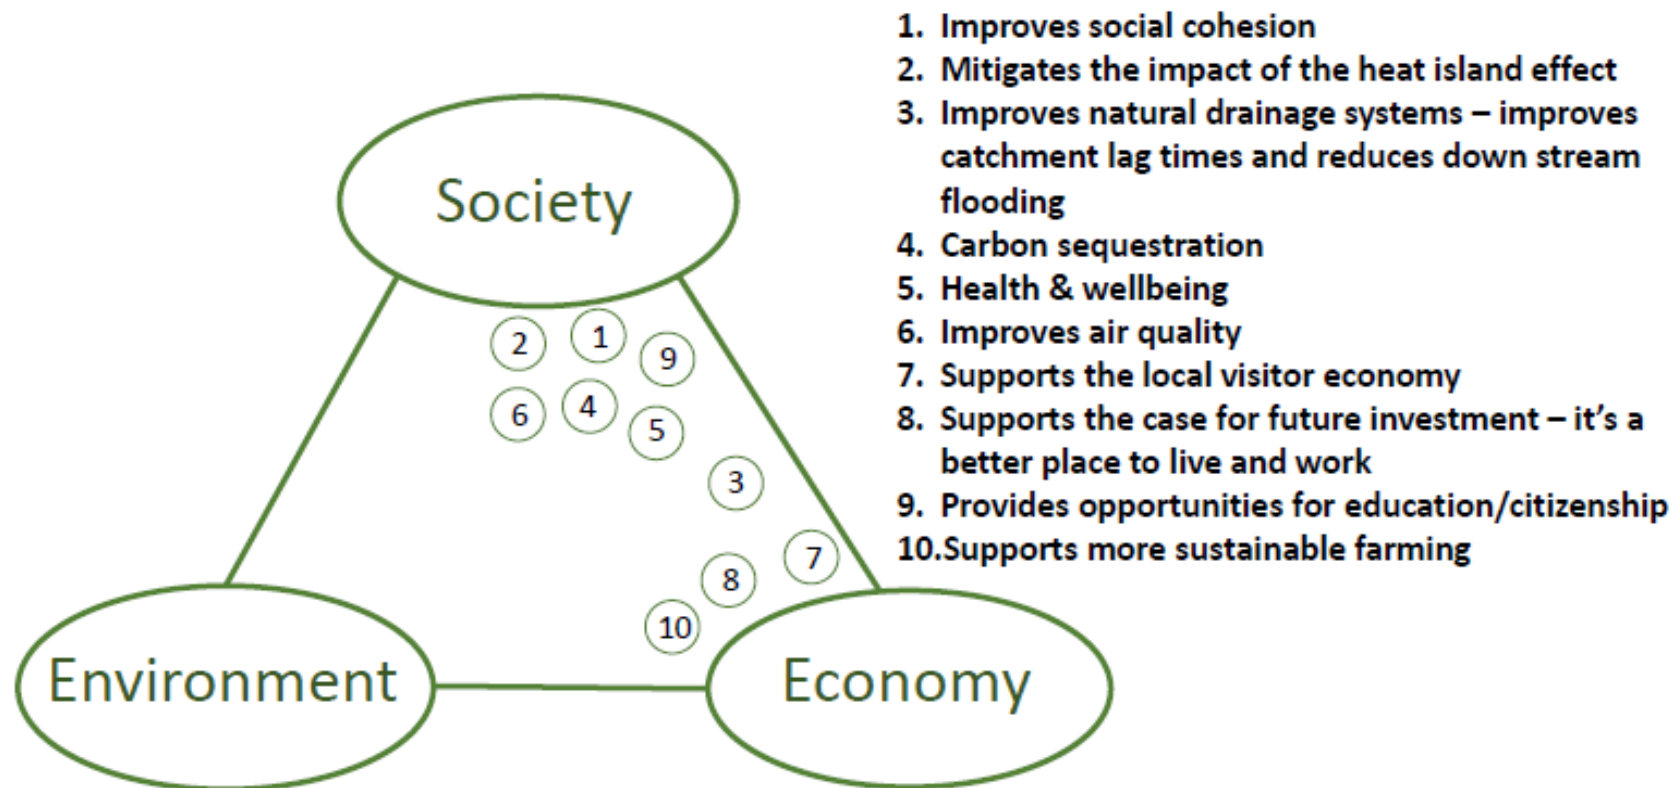 1. Improves social cohesion
2. Mitigates the impact of the heat island effect
3. Improves natural drainage systems – improves
catchment lag times and reduces down stream
flooding
4. Carbon sequestration
5. Health & wellbeing
6. Improves air quality
7. Supports the local visitor economy
8. Supports the case for future investment – it’s a
better place to live and work
9. Provides opportunities for education/citizenship
10.Supports more sustainable farming
Society
2
1
9
6
4
5
3
7
8
10
Environment
Economy